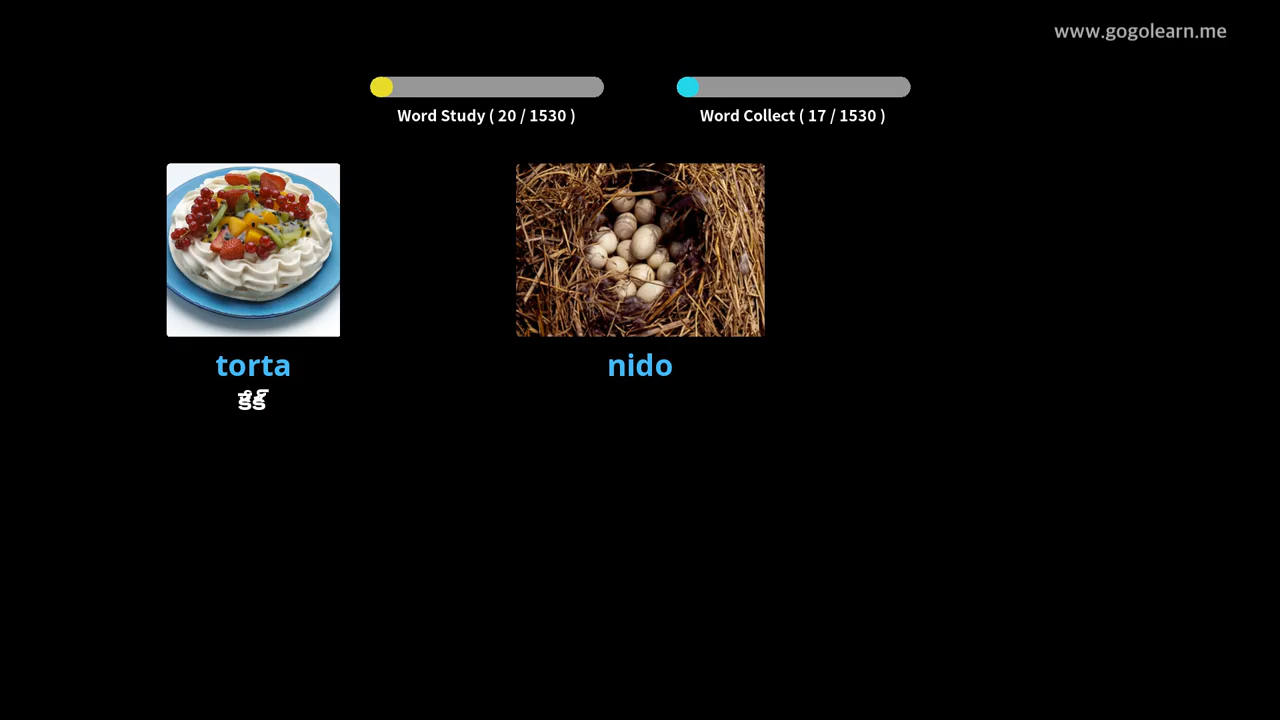 www.gogolearn.me
Word Study ( 20 / 1530 )
Word Collect ( 17 / 1530 )
torta
nido
కేక్